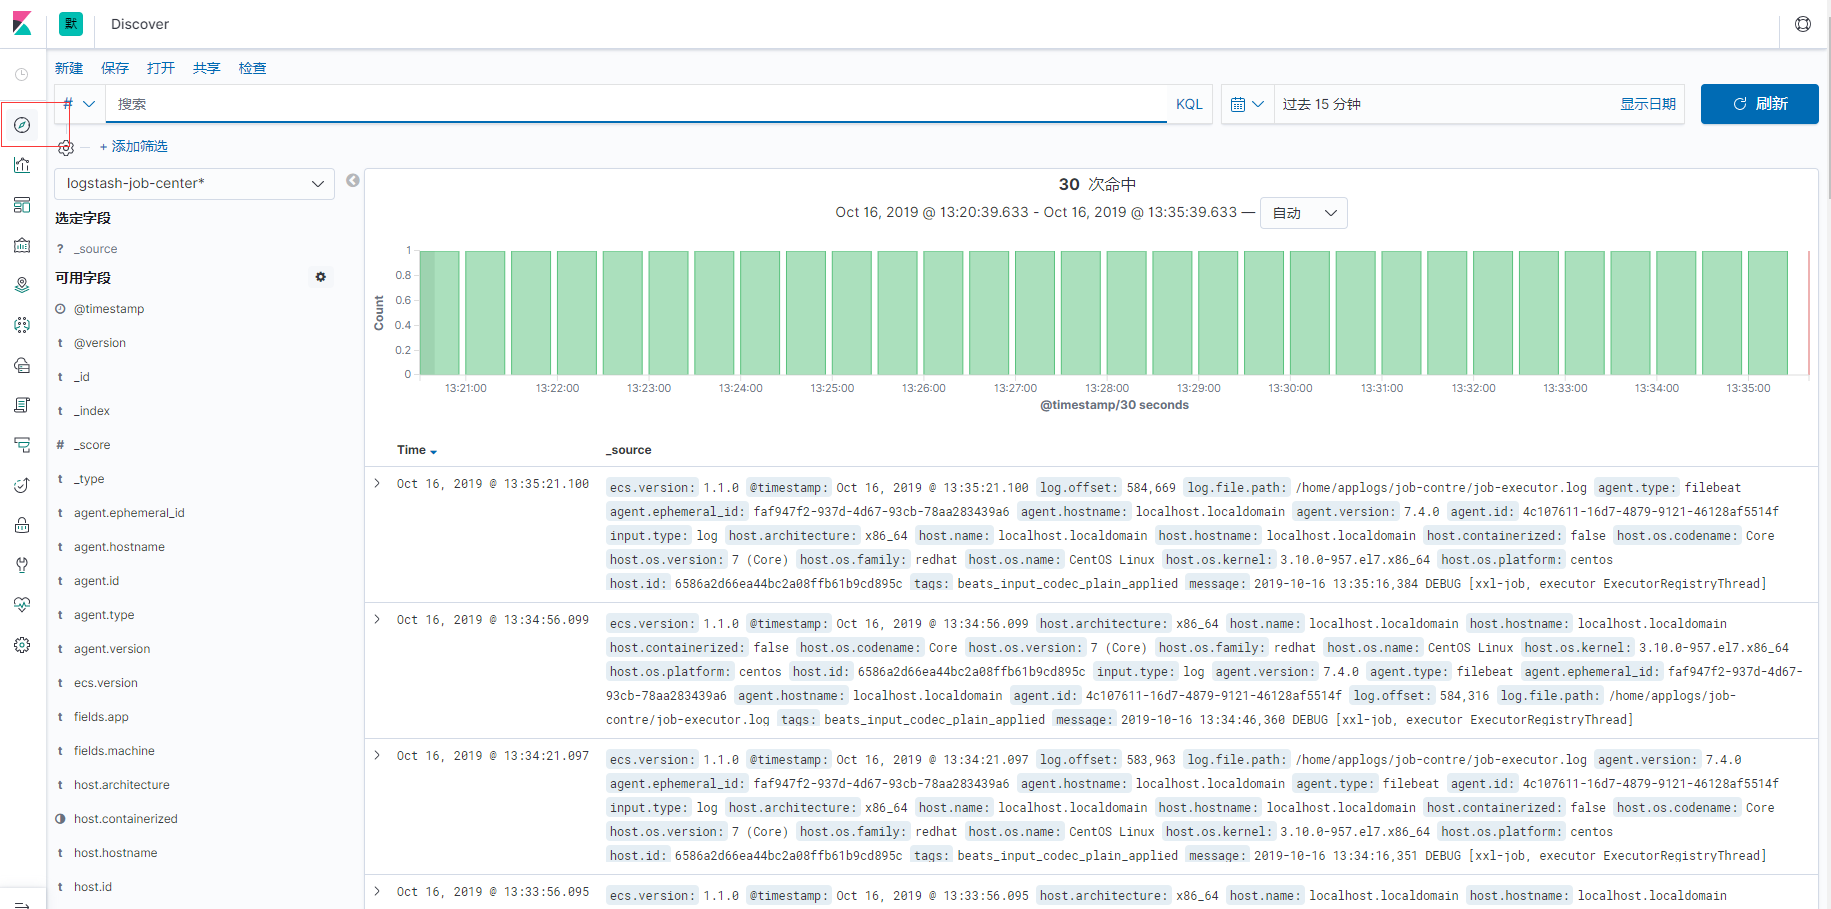 默 Discover
新建 保存 打开 共享 检查
# 搜索 KQL 过去 15 分钟 显示日期 刷新
+ 添加筛选
logstash-job-center*
选定字段
? _source
可用字段
@timestamp
t @version
t _id
t _index
# _score
t _type
t agent.ephemeral_id
t agent.hostname
t agent.id
t agent.type
t agent.version
t ecs.version
t fields.app
t fields.machine
t host.architecture
host.containerized
t host.hostname
t host.id
30 次命中
Oct 16, 2019 @ 13:20:39.633 - Oct 16, 2019 @ 13:35:39.633 — 自动
Count
1
0.8
0.6
0.4
0.2
0
13:21:00 13:22:00 13:23:00 13:24:00 13:25:00 13:26:00 13:27:00 13:28:00 13:29:00 13:30:00 13:31:00 13:32:00 13:33:00 13:34:00 13:35:00
@timestamp/30 seconds
Time _source
Oct 16, 2019 @ 13:35:21.100 ecs.version: 1.1.0 @timestamp: Oct 16, 2019 @ 13:35:21.100 log.offset: 584,669 log.file.path: /home/applogs/job-contre/job-executor.log agent.type: filebeat
agent.ephemeral_id: faf947f2-937d-4d67-93cb-78aa283439a6 agent.hostname: localhost.localdomain agent.version: 7.4.0 agent.id: 4c107611-16d7-4879-9121-46128af5514f
input.type: log host.architecture: x86_64 host.name: localhost.localdomain host.hostname: localhost.localdomain host.containerized: false host.os.codename: Core
host.os.version: 7 (Core) host.os.family: redhat host.os.name: CentOS Linux host.os.kernel: 3.10.0-957.el7.x86_64 host.os.platform: centos
host.id: 6586a2d66ea44bc2a08ffb61b9cd895c tags: beats_input_codec_plain_applied message: 2019-10-16 13:35:16,384 DEBUG [xxl-job, executor ExecutorRegistryThread]
Oct 16, 2019 @ 13:34:56.099 ecs.version: 1.1.0 @timestamp: Oct 16, 2019 @ 13:34:56.099 host.architecture: x86_64 host.name: localhost.localdomain host.hostname: localhost.localdomain
host.containerized: false host.os.codename: Core host.os.version: 7 (Core) host.os.family: redhat host.os.name: CentOS Linux host.os.kernel: 3.10.0-957.el7.x86_64
host.os.platform: centos host.id: 6586a2d66ea44bc2a08ffb61b9cd895c input.type: log agent.version: 7.4.0 agent.type: filebeat agent.ephemeral_id: faf947f2-937d-4d67-
93cb-78aa283439a6 agent.hostname: localhost.localdomain agent.id: 4c107611-16d7-4879-9121-46128af5514f log.offset: 584,316 log.file.path: /home/applogs/job-
contre/job-executor.log tags: beats_input_codec_plain_applied message: 2019-10-16 13:34:46,360 DEBUG [xxl-job, executor ExecutorRegistryThread]
Oct 16, 2019 @ 13:34:21.097 ecs.version: 1.1.0 @timestamp: Oct 16, 2019 @ 13:34:21.097 log.offset: 583,963 log.file.path: /home/applogs/job-contre/job-executor.log agent.version: 7.4.0
agent.ephemeral_id: faf947f2-937d-4d67-93cb-78aa283439a6 agent.hostname: localhost.localdomain agent.type: filebeat agent.id: 4c107611-16d7-4879-9121-46128af5514f
input.type: log host.architecture: x86_64 host.name: localhost.localdomain host.hostname: localhost.localdomain host.containerized: false host.os.codename: Core
host.os.version: 7 (Core) host.os.family: redhat host.os.name: CentOS Linux host.os.kernel: 3.10.0-957.el7.x86_64 host.os.platform: centos
host.id: 6586a2d66ea44bc2a08ffb61b9cd895c tags: beats_input_codec_plain_applied message: 2019-10-16 13:34:16,351 DEBUG [xxl-job, executor ExecutorRegistryThread]
Oct 16, 2019 @ 13:33:56.095 ecs.version: 1.1.0 @timestamp: Oct 16, 2019 @ 13:33:56.095 host.architecture: x86_64 host.name: localhost.localdomain host.hostname: localhost.localdomain